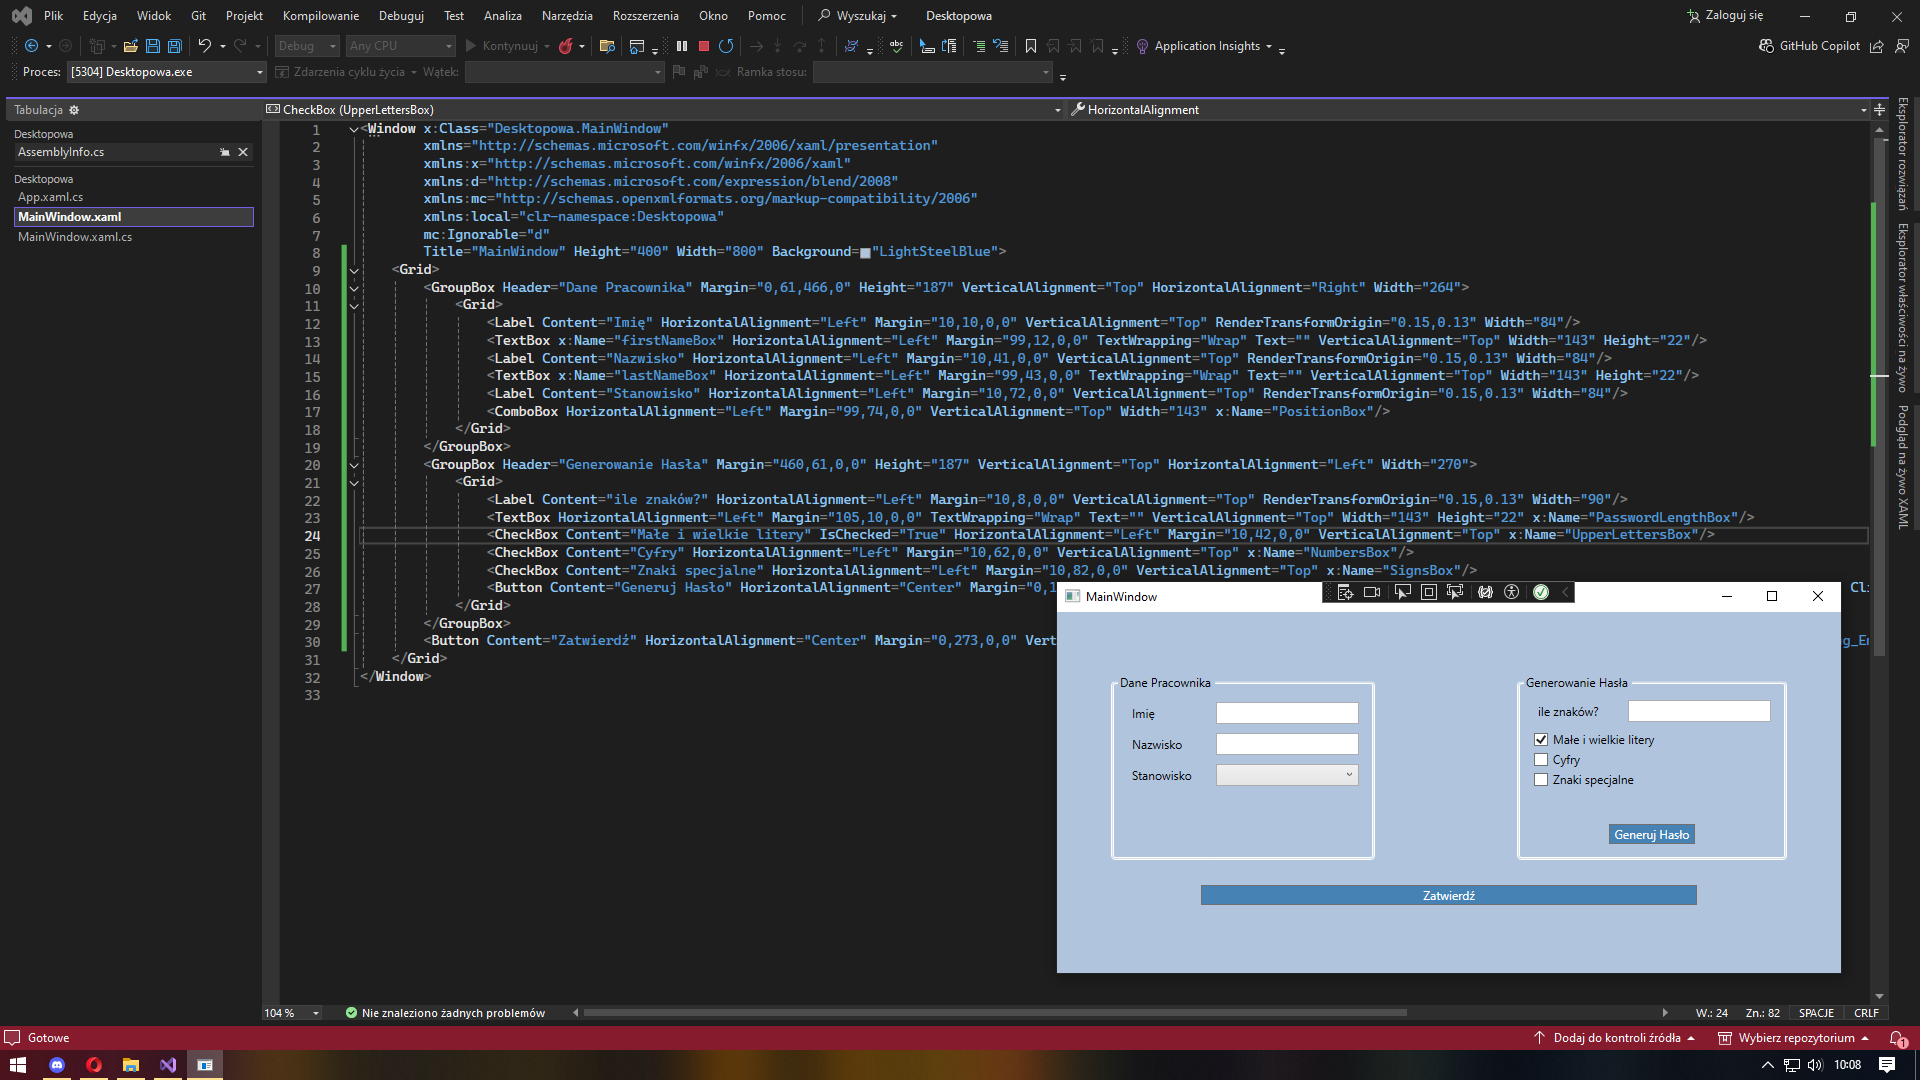 Plik Edycja Widok Git Projekt Kompilowanie Debuguj Test Analiza Narzędzia Rozszerzenia Okno Pomoc Wyszukaj Desktopowa Zaloguj się
Debug Any CPU Kontynuuj Application Insights GitHub Copilot
Proces: [5304] Desktopowa.exe Zdarzenia cyklu życia Wątek: Ramka stosu:
Tabulacja
Desktopowa
AssemblyInfo.cs
Desktopowa
App.xaml.cs
MainWindow.xaml
MainWindow.xaml.cs
CheckBox (UpperLettersBox) HorizontalAlignment
1 <Window x:Class="Desktopowa.MainWindow"
2 xmlns="http://schemas.microsoft.com/winfx/2006/xaml/presentation"
3 xmlns:x="http://schemas.microsoft.com/winfx/2006/xaml"
4 xmlns:d="http://schemas.microsoft.com/expression/blend/2008"
5 xmlns:mc="http://schemas.openxmlformats.org/markup-compatibility/2006"
6 xmlns:local="clr-namespace:Desktopowa"
7 mc:Ignorable="d"
8 Title="MainWindow" Height="400" Width="800" Background="LightSteelBlue">
9 <Grid>
10 <GroupBox Header="Dane Pracownika" Margin="0,61,466,0" Height="187" VerticalAlignment="Top" HorizontalAlignment="Right" Width="264">
11 <Grid>
12 <Label Content="Imię" HorizontalAlignment="Left" Margin="10,10,0,0" VerticalAlignment="Top" RenderTransformOrigin="0.15,0.13" Width="84"/>
13 <TextBox x:Name="firstNameBox" HorizontalAlignment="Left" Margin="99,12,0,0" TextWrapping="Wrap" Text="" VerticalAlignment="Top" Width="143" Height="22"/>
14 <Label Content="Nazwisko" HorizontalAlignment="Left" Margin="10,41,0,0" VerticalAlignment="Top" RenderTransformOrigin="0.15,0.13" Width="84"/>
15 <TextBox x:Name="lastNameBox" HorizontalAlignment="Left" Margin="99,43,0,0" TextWrapping="Wrap" Text="" VerticalAlignment="Top" Width="143" Height="22"/>
16 <Label Content="Stanowisko" HorizontalAlignment="Left" Margin="10,72,0,0" VerticalAlignment="Top" RenderTransformOrigin="0.15,0.13" Width="84"/>
17 <ComboBox HorizontalAlignment="Left" Margin="99,74,0,0" VerticalAlignment="Top" Width="143" x:Name="PositionBox"/>
18 </Grid>
19 </GroupBox>
20 <GroupBox Header="Generowanie Hasła" Margin="460,61,0,0" Height="187" VerticalAlignment="Top" HorizontalAlignment="Left" Width="270">
21 <Grid>
22 <Label Content="ile znaków?" HorizontalAlignment="Left" Margin="10,8,0,0" VerticalAlignment="Top" RenderTransformOrigin="0.15,0.13" Width="90"/>
23 <TextBox HorizontalAlignment="Left" Margin="105,10,0,0" TextWrapping="Wrap" Text="" VerticalAlignment="Top" Width="143" Height="22" x:Name="PasswordLengthBox"/>
24 <CheckBox Content="Małe i wielkie litery" IsChecked="True" HorizontalAlignment="Left" Margin="10,42,0,0" VerticalAlignment="Top" x:Name="UpperLettersBox"/>
25 <CheckBox Content="Cyfry" HorizontalAlignment="Left" Margin="10,62,0,0" VerticalAlignment="Top" x:Name="NumbersBox"/>
26 <CheckBox Content="Znaki specjalne" HorizontalAlignment="Left" Margin="10,82,0,0" VerticalAlignment="Top" x:Name="SignsBox"/>
27 <Button Content="Generuj Hasło" HorizontalAlignment="Center" Margin="0,1 Cli
28 </Grid>
29 </GroupBox>
30 <Button Content="Zatwierdź" HorizontalAlignment="Center" Margin="0,273,0,0" Vert g_En
31 </Grid>
32 </Window>
33
MainWindow
Dane Pracownika
Imię
Nazwisko
Stanowisko
Generowanie Hasła
ile znaków?
Małe i wielkie litery
Cyfry
Znaki specjalne
Generuj Hasło
Zatwierdź
Eksplorator rozwiązań
Eksplorator właściwości na żywo
Podgląd na żywo XAML
104 % Nie znaleziono żadnych problemów W.: 24 Zn.: 82 SPACJE CRLF
Gotowe Dodaj do kontroli źródła Wybierz repozytorium 1
10:08